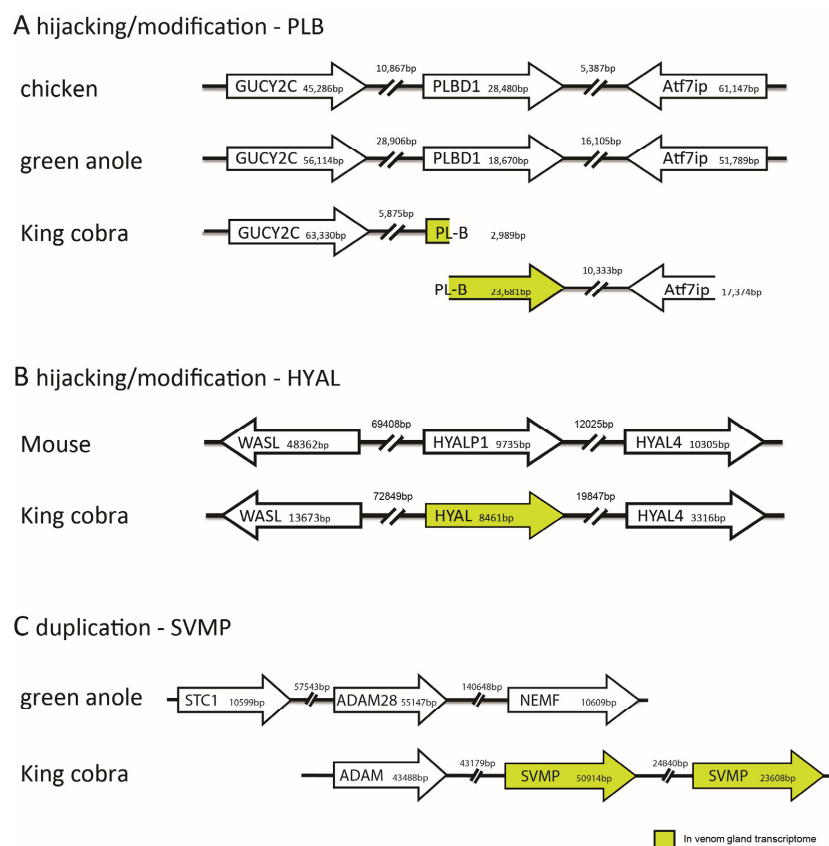 A hijacking/modification - PLB
10,867bp 5,387bp
chicken GUCY2C 45,286bp PLBD1 28,480bp Atf7ip 61,147bp
28,906bp 16,105bp
green anole GUCY2C 56,114bp PLBD1 18,670bp Atf7ip 51,789bp
5,875bp
King cobra GUCY2C 63,330bp PL-B 2,989bp
10,333bp
PL-B 23,681bp Atf7ip 17,374bp
B hijacking/modification - HYAL
69408bp 12025bp
Mouse WASL 48362bp HYALP1 9735bp HYAL4 10305bp
72849bp 19847bp
King cobra WASL 13673bp HYAL 8461bp HYAL4 3316bp
C duplication - SVMP
57543bp 140648bp
green anole STC1 10599bp ADAM28 55147bp NEMF 10609bp
43179bp 24840bp
King cobra ADAM 43488bp SVMP 50914bp SVMP 23608bp
In venom gland transcriptome